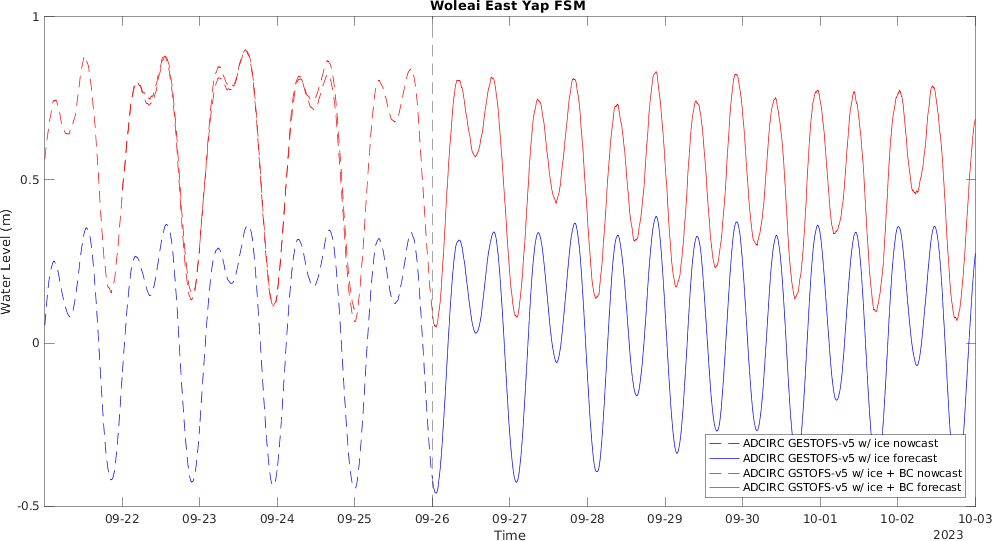 Woleai East Yap FSM
1
0.5
0
-0.5
Water Level (m)
ADCIRC GESTOFS-v5 w/ ice nowcast
ADCIRC GESTOFS-v5 w/ ice forecast
ADCIRC GSTOFS-v5 w/ ice + BC nowcast
ADCIRC GSTOFS-v5 w/ ice + BC forecast
09-22 09-23 09-24 09-25 09-26 09-27 09-28 09-29 09-30 10-01 10-02 10-03
Time
2023